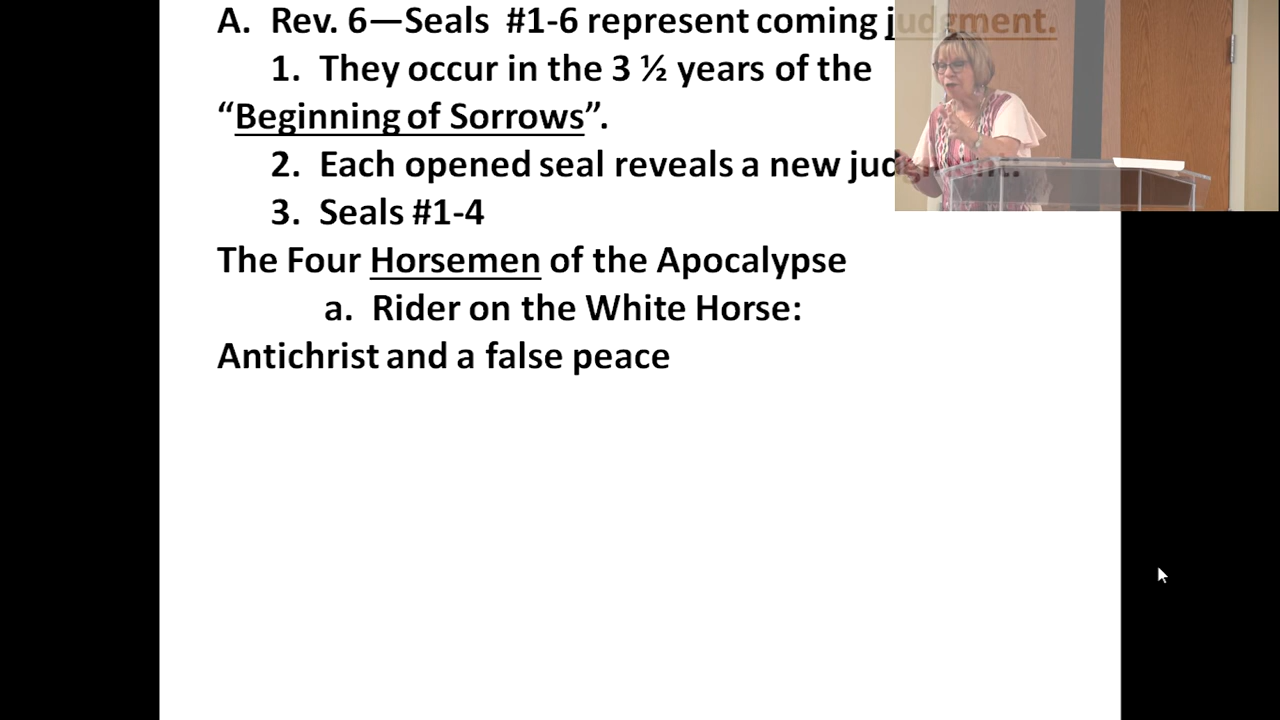 A. Rev. 6—Seals #1-6 represent coming judgment.
1. They occur in the 3 ½ years of the
“Beginning of Sorrows”.
2. Each opened seal reveals a new judgment:
3. Seals #1-4
The Four Horsemen of the Apocalypse
a. Rider on the White Horse:
Antichrist and a false peace